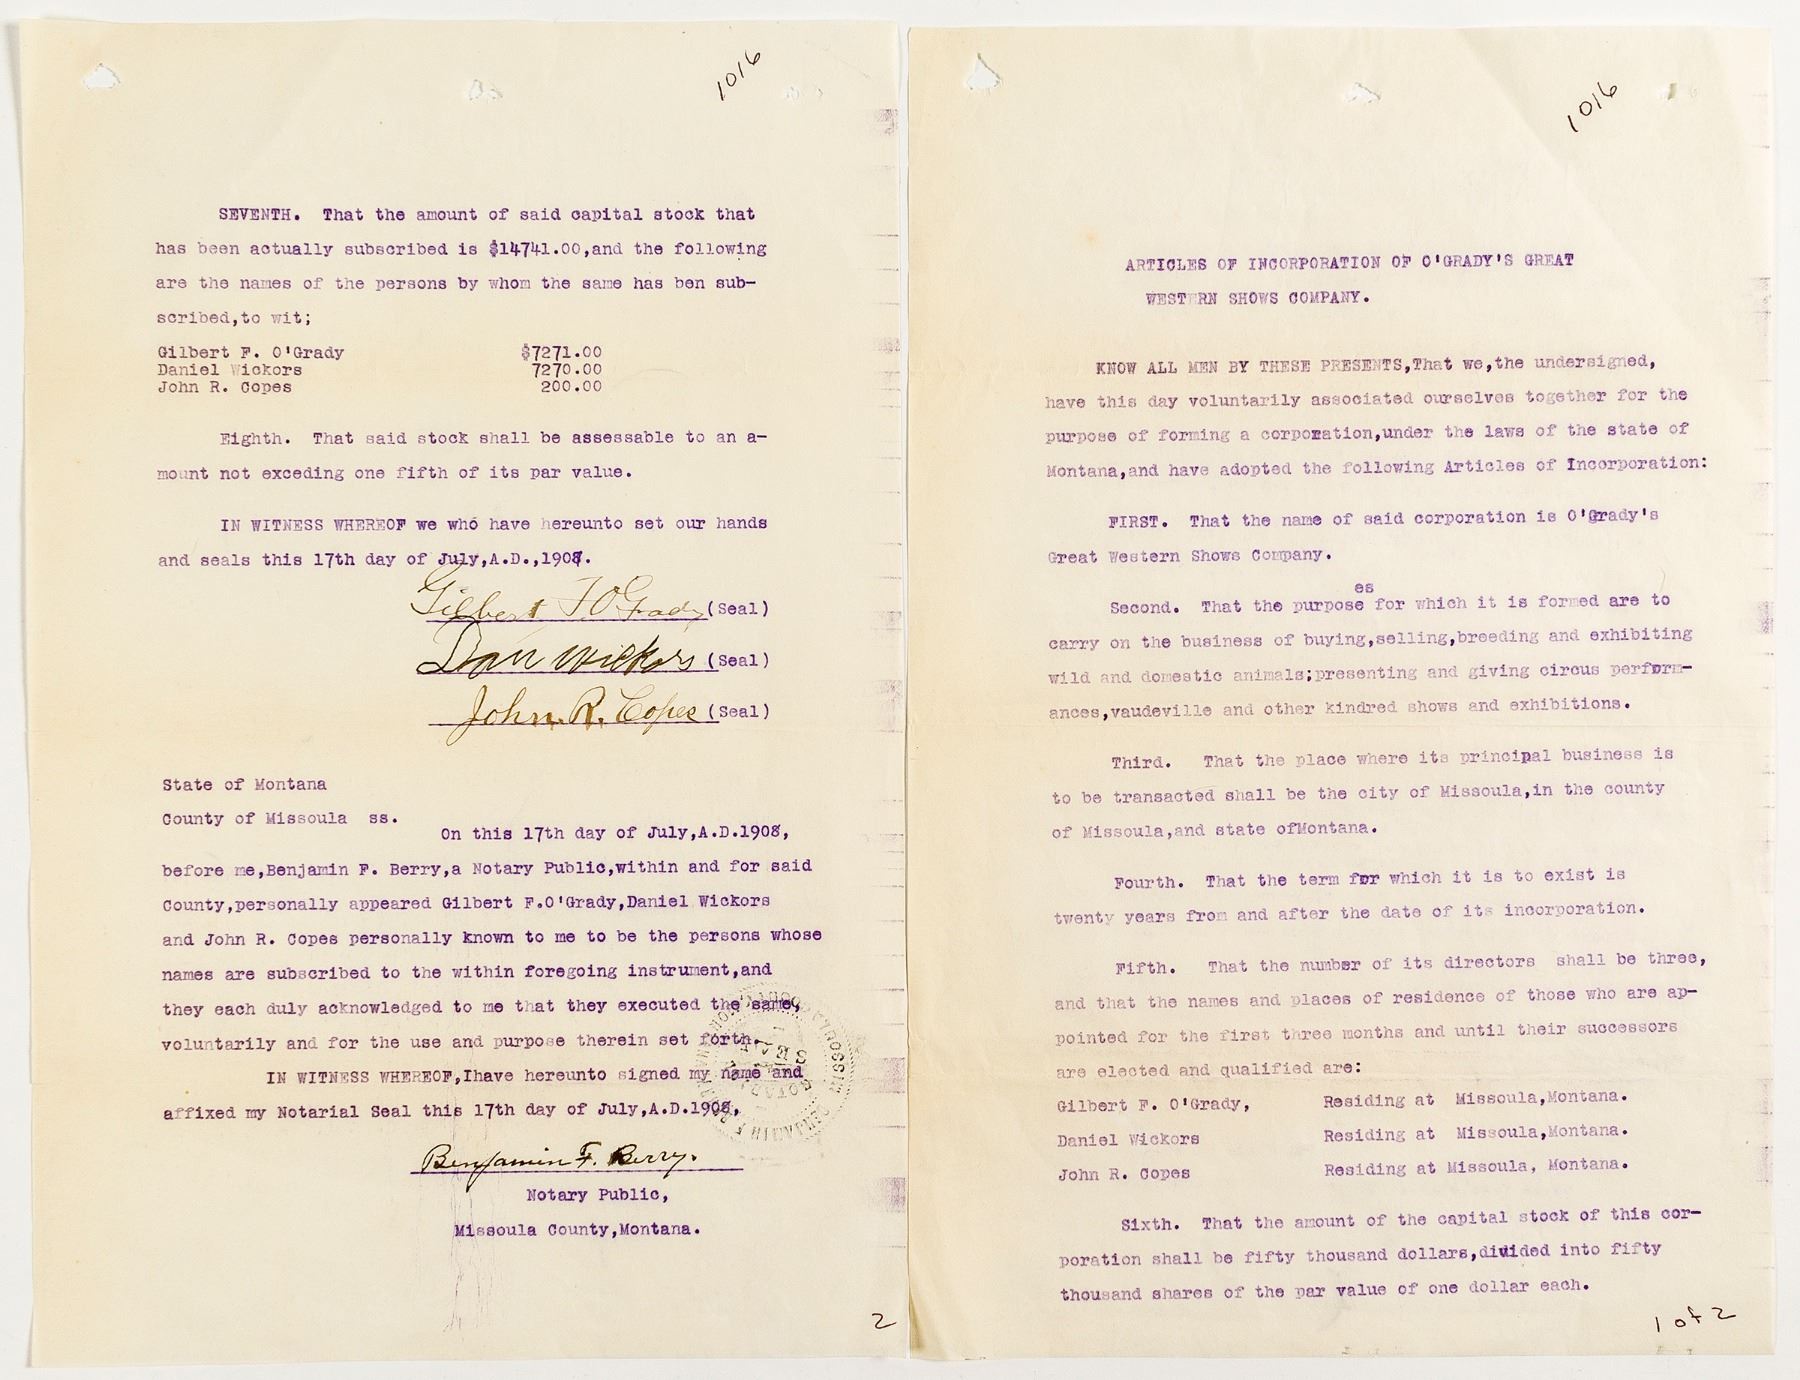 1016
SEVENTH. That the amount of said capital stock that
has been actually subscribed is $14741.00,and the following
are the names of the persons by whom the same has ben sub-
scribed,to wit;
Gilbert F. O'Grady $7271.00
Daniel Wickors 7270.00
John R. Copes 200.00
Eighth. That said stock shall be assessable to an a-
mount not exceding one fifth of its par value.
IN WITNESS WHEREOF we who have hereunto set our hands
and seals this 17th day of July,A.D.,1908.
Gilbert F O'Grady (Seal)
Dan Wickors (Seal)
John. R. Copes (Seal)
State of Montana
County of Missoula ss.
On this 17th day of July,A.D.1908,
before me,Benjamin F. Berry,a Notary Public,within and for said
County,personally appeared Gilbert F.O'Grady,Daniel Wickors
and John R. Copes personally known to me to be the persons whose
names are subscribed to the within foregoing instrument,and
they each duly acknowledged to me that they executed the same,
voluntarily and for the use and purpose therein set forth.
IN WITNESS WHEREOF,Ihave hereunto signed my name and
affixed my Notarial Seal this 17th day of July,A.D.1908,
Benjamin F. Berry.
Notary Public,
Missoula County,Montana.
2
1016
ARTICLES OF INCORPORATION OF O'GRADY'S GREAT
WESTERN SHOWS COMPANY.
KNOW ALL MEN BY THESE PRESENTS,That we,the undersigned,
have this day voluntarily associated ourselves together for the
purpose of forming a corporation,under the laws of the state of
Montana,and have adopted the following Articles of Incorporation:
FIRST. That the name of said corporation is O'Grady's
Great Western Shows Company.
es
Second. That the purpose for which it is formed are to
carry on the business of buying,selling,breeding and exhibiting
wild and domestic animals;presenting and giving circus perform-
ances,vaudeville and other kindred shows and exhibitions.
Third. That the place where its principal business is
to be transacted shall be the city of Missoula,in the county
of Missoula,and state ofMontana.
Fourth. That the term for which it is to exist is
twenty years from and after the date of its incorporation.
Fifth. That the number of its directors shall be three,
and that the names and places of residence of those who are ap-
pointed for the first three months and until their successors
are elected and qualified are:
Gilbert F. O'Grady, Residing at Missoula,Montana.
Daniel Wickors Residing at Missoula,Montana.
John R. Copes Residing at Missoula, Montana.
Sixth. That the amount of the capital stock of this cor-
poration shall be fifty thousand dollars,divided into fifty
thousand shares of the par value of one dollar each.
1 of 2